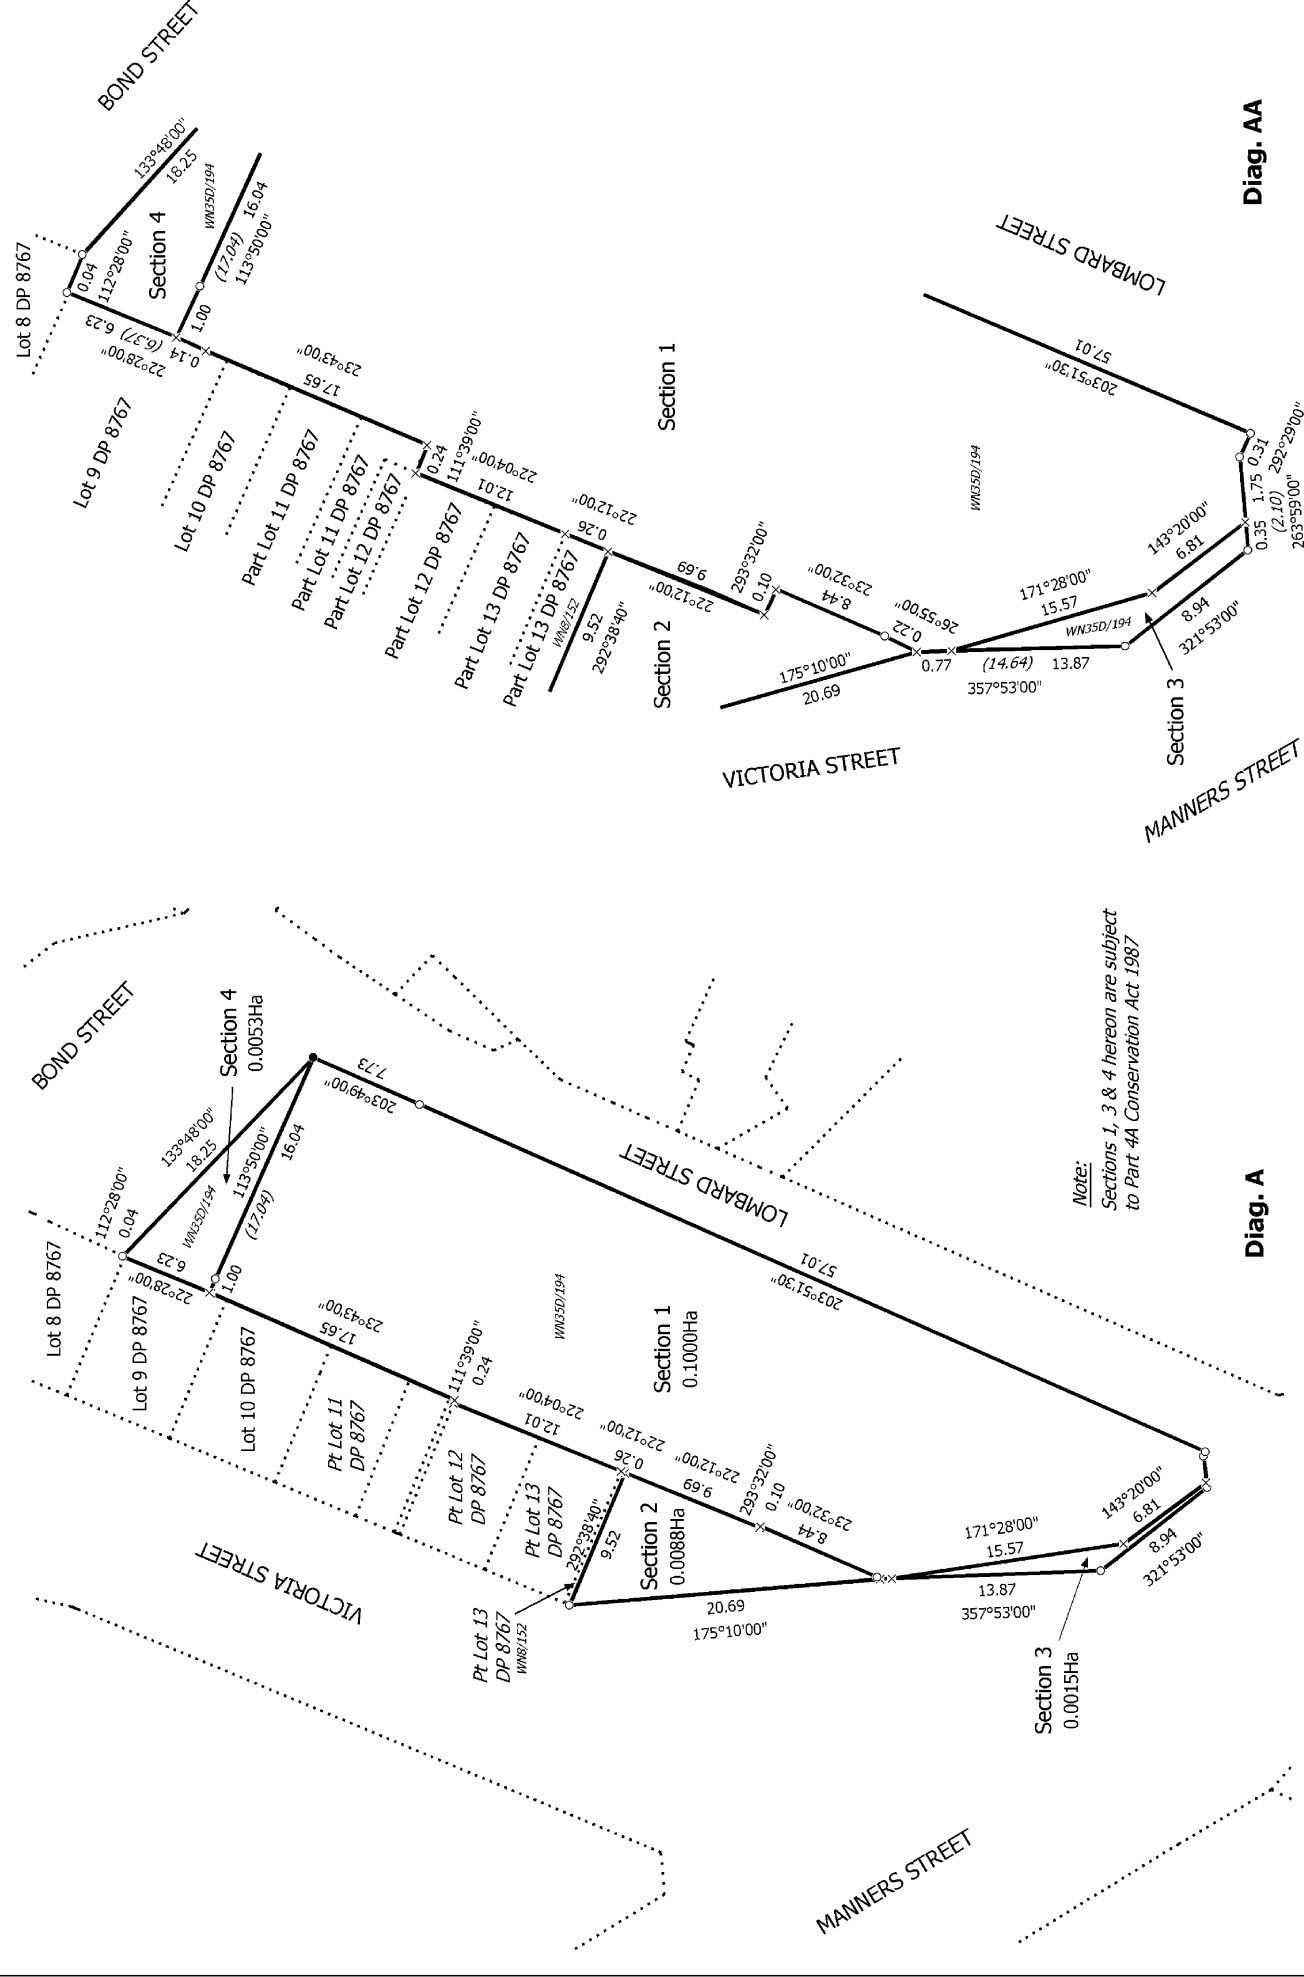 BOND STREET
Lot 8 DP 8767
133°48'00"
18.25
0.04
112°28'00"
Section 4
WN35D/194
16.04
(17.04)
113°50'00"
1.00
6.23
(6.37)
0.14
22°28'00"
Lot 9 DP 8767
Lot 10 DP 8767
Part Lot 11 DP 8767
Part Lot 11 DP 8767
Part Lot 12 DP 8767
Part Lot 12 DP 8767
Part Lot 13 DP 8767
Part Lot 13 DP 8767
WN8/152
23°43'00"
17.65
0.24
111°39'00"
22°04'00"
12.01
22°12'00"
0.26
9.52
292°38'40"
9.69
22°12'00"
293°32'00"
0.10
23°32'00"
8.44
26°55'00"
0.22
Section 1
Section 2
WN35D/194
175°10'00"
20.69
0.77
(14.64)
13.87
357°53'00"
171°28'00"
15.57
WN35D/194
143°20'00"
6.81
8.94
321°53'00"
Section 3
0.35
1.75
(2.10)
263°59'00"
0.31
292°29'00"
57.01
203°51'30"
LOMBARD STREET
VICTORIA STREET
MANNERS STREET
Diag. AA
BOND STREET
Lot 8 DP 8767
112°28'00"
0.04
133°48'00"
18.25
Section 4
0.0053Ha
6.23
22°28'00"
WN35D/194
113°50'00"
16.04
(17.04)
1.00
7.73
203°49'00"
Lot 9 DP 8767
Lot 10 DP 8767
Pt Lot 11
DP 8767
Pt Lot 12
DP 8767
Pt Lot 13
DP 8767
23°43'00"
17.65
111°39'00"
0.24
22°04'00"
12.01
22°12'00"
0.26
22°12'00"
9.69
293°32'00"
0.10
23°32'00"
8.44
WN35D/194
Section 1
0.1000Ha
LOMBARD STREET
57.01
203°51'30"
VICTORIA STREET
Pt Lot 13
DP 8767
WN8/152
292°38'40"
9.52
Section 2
0.0088Ha
20.69
175°10'00"
171°28'00"
15.57
13.87
357°53'00"
143°20'00"
6.81
8.94
321°53'00"
Section 3
0.0015Ha
MANNERS STREET
Note:
Sections 1, 3 & 4 hereon are subject
to Part 4A Conservation Act 1987
Diag. A